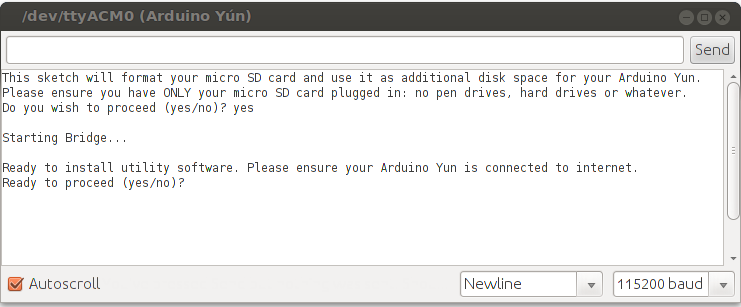 /dev/ttyACM0 (Arduino Yún)
Send
This sketch will format your micro SD card and use it as additional disk space for your Arduino Yun.
Please ensure you have ONLY your micro SD card plugged in: no pen drives, hard drives or whatever.
Do you wish to proceed (yes/no)? yes
Starting Bridge...
Ready to install utility software. Please ensure your Arduino Yun is connected to internet.
Ready to proceed (yes/no)?
Autoscroll
Newline
115200 baud